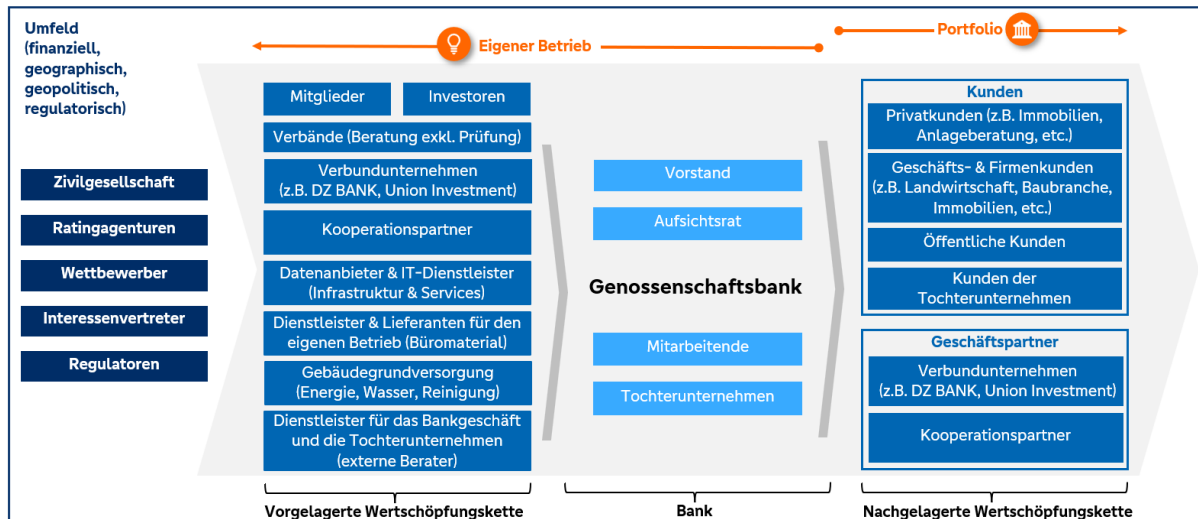 Umfeld
(finanziell,
geographisch,
geopolitisch,
regulatorisch)
Zivilgesellschaft
Ratingagenturen
Wettbewerber
Interessenvertreter
Regulatoren
Eigener Betrieb
Mitglieder
Investoren
Verbände (Beratung exkl. Prüfung)
Verbundunternehmen
(z.B. DZ BANK, Union Investment)
Kooperationspartner
Datenanbieter & IT-Dienstleister
(Infrastruktur & Services)
Dienstleister & Lieferanten für den
eigenen Betrieb (Büromaterial)
Gebäudegrundversorgung
(Energie, Wasser, Reinigung)
Dienstleister für das Bankgeschäft
und die Tochterunternehmen
(externe Berater)
Vorgelagerte Wertschöpfungskette
Vorstand
Aufsichtsrat
Genossenschaftsbank
Mitarbeitende
Tochterunternehmen
Bank
Portfolio
Kunden
Privatkunden (z.B. Immobilien,
Anlageberatung, etc.)
Geschäfts- & Firmenkunden
(z.B. Landwirtschaft, Baubranche,
Immobilien, etc.)
Öffentliche Kunden
Kunden der
Tochterunternehmen
Geschäftspartner
Verbundunternehmen
(z.B. DZ BANK, Union Investment)
Kooperationspartner
Nachgelagerte Wertschöpfungskette